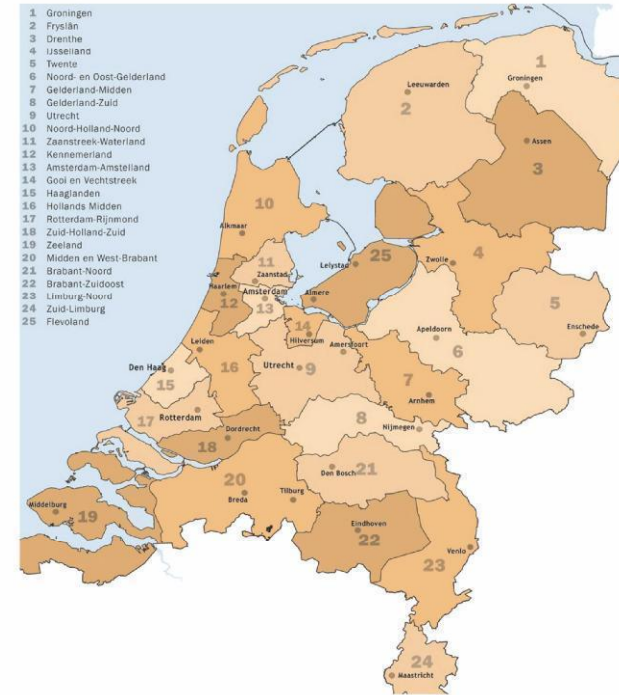 1 Groningen
2 Fryslân
3 Drenthe
4 IJsselland
5 Twente
6 Noord- en Oost-Gelderland
7 Gelderland-Midden
8 Gelderland-Zuid
9 Utrecht
10 Noord-Holland-Noord
11 Zaanstreek-Waterland
12 Kennemerland
13 Amsterdam-Amstelland
14 Gooi en Vechtstreek
15 Haaglanden
16 Hollands Midden
17 Rotterdam-Rijnmond
18 Zuid-Holland-Zuid
19 Zeeland
20 Midden en West-Brabant
21 Brabant-Noord
22 Brabant-Zuidoost
23 Limburg-Noord
24 Zuid-Limburg
25 Flevoland
1
Groningen
Leeuwarden
2
Assen
3
10
Alkmaar
11
Zaanstad
Lelystad
25
4
Zwolle
Haarlem
12
Amsterdam
13
Almere
5
Enschede
14
Hilversum
Amersfoort
Apeldoorn
6
Leiden
16
Utrecht
9
Den Haag
15
7
Arnhem
17
Rotterdam
8
Nijmegen
Dordrecht
18
Den Bosch
21
20
Breda
Tilburg
Middelburg
19
Eindhoven
22
Venlo
23
24
Maastricht